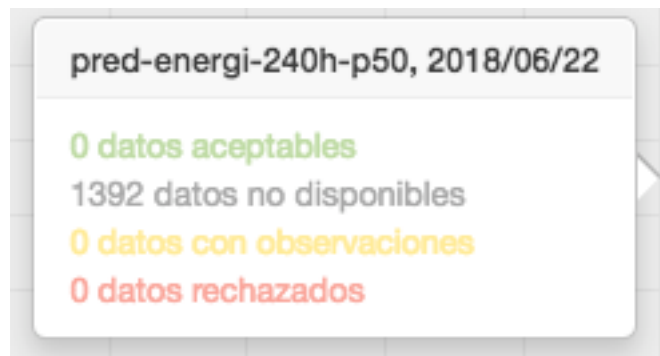 pred-energi-240h-p50, 2018/06/22
0 datos aceptables
1392 datos no disponibles
0 datos con observaciones
0 datos rechazados